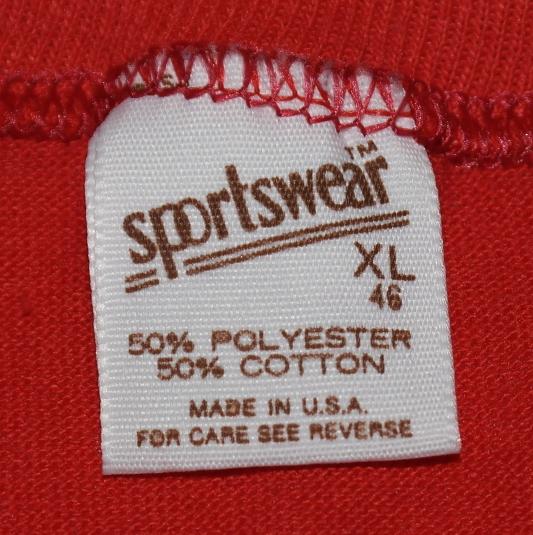 sportswear™
XL
46
50% POLYESTER
50% COTTON
MADE IN U.S.A.
FOR CARE SEE REVERSE